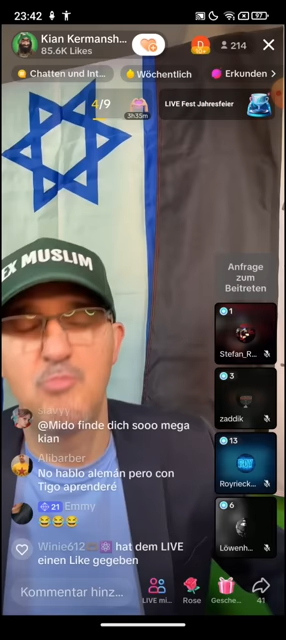 23:42
97
Kian Kermansh...
85.6K Likes
D
214
Chatten und Int...
Wöchentlich
Erkunden
4/9
3h35m
LIVE Fest Jahresfeier
EX MUSLIM
Anfrage
zum
Beitreten
1
Stefan_R...
3
zaddik
13
Royrieck...
6
Löwenh...
@Mido finde dich sooo mega
kian
Alibarber
No hablo alemán pero con
Tigo aprenderé
21 Emmy
Winie612
hat dem LIVE
einen Like gegeben
Kommentar hinz...
LIVE mi...
Rose
Gesche...
41